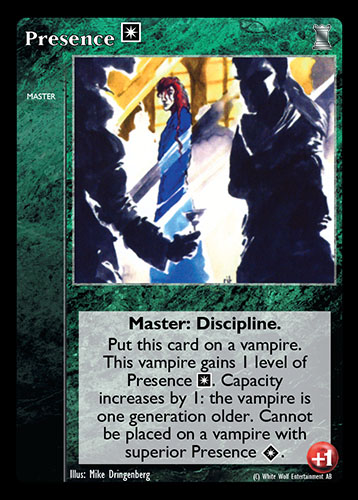 Presence
MASTER
Master: Discipline.
Put this card on a vampire.
This vampire gains 1 level of
Presence . Capacity
increases by 1: the vampire is
one generation older. Cannot
be placed on a vampire with
superior Presence .
+1
Illus: Mike Dringenberg
(C) White Wolf Entertainment AB